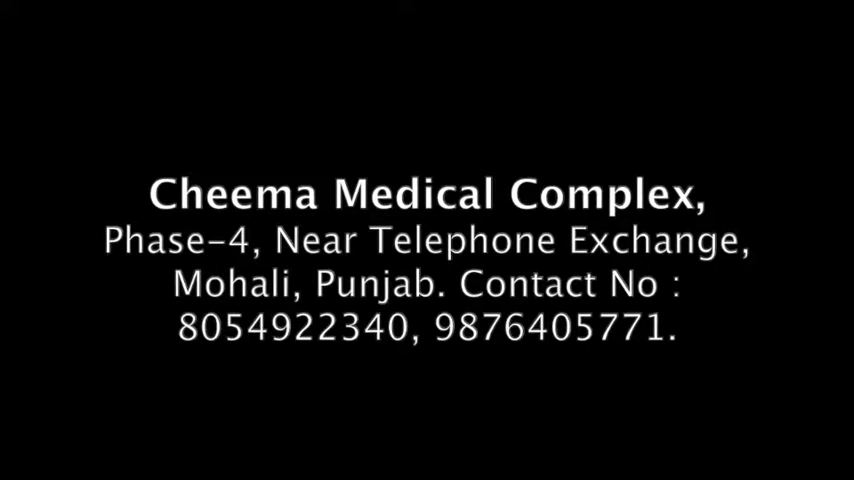 Cheema Medical Complex,
Phase-4, Near Telephone Exchange,
Mohali, Punjab. Contact No :
8054922340, 9876405771.